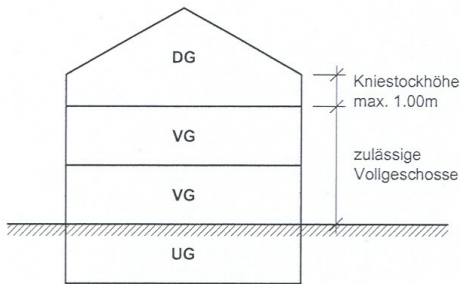 DG
Kniestockhöhe
max. 1.00m
VG
zulässige
Vollgeschosse
VG
UG